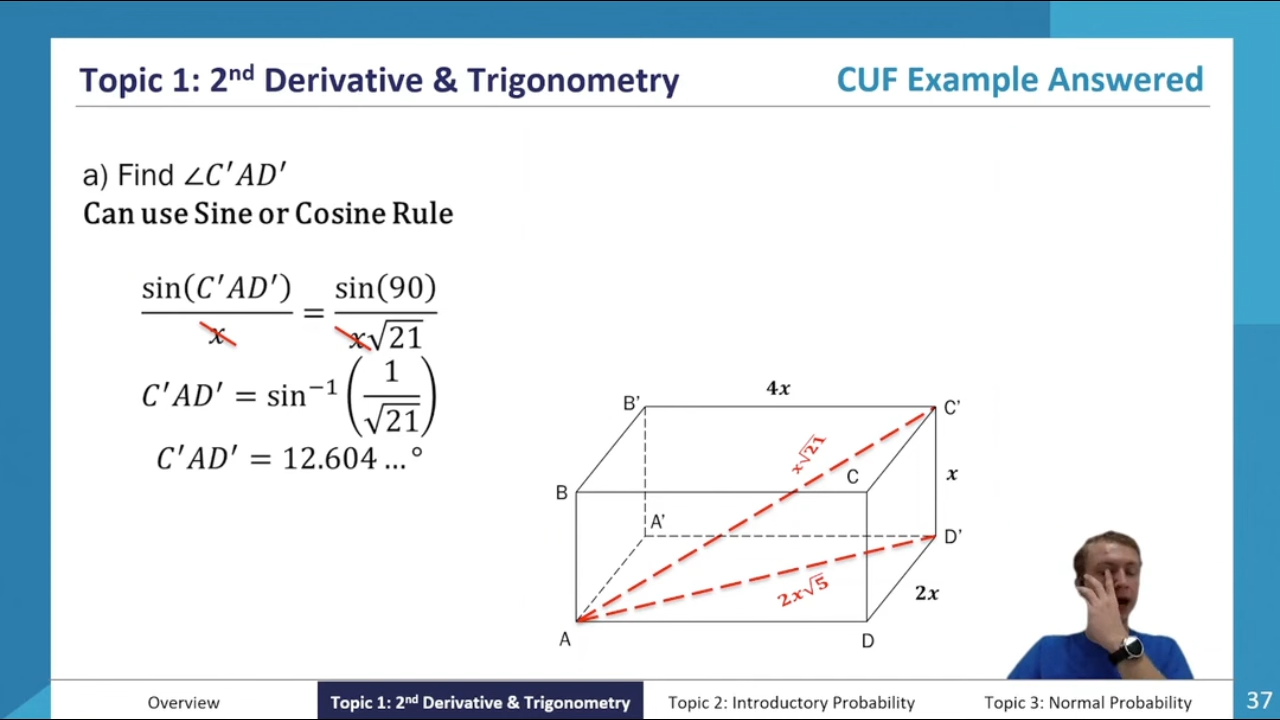 Topic 1: 2nd Derivative & Trigonometry
CUF Example Answered
a) Find ∠C′AD′
Can use Sine or Cosine Rule
sin(C′AD′)/x = sin(90)/x√21
C′AD′ = sin⁻¹(1/√21)
C′AD′ = 12.604 …°
4x
B'
C'
x√21
C
x
B
A'
D'
2x√5
2x
A
D
Overview
Topic 1: 2nd Derivative & Trigonometry
Topic 2: Introductory Probability
Topic 3: Normal Probability
37